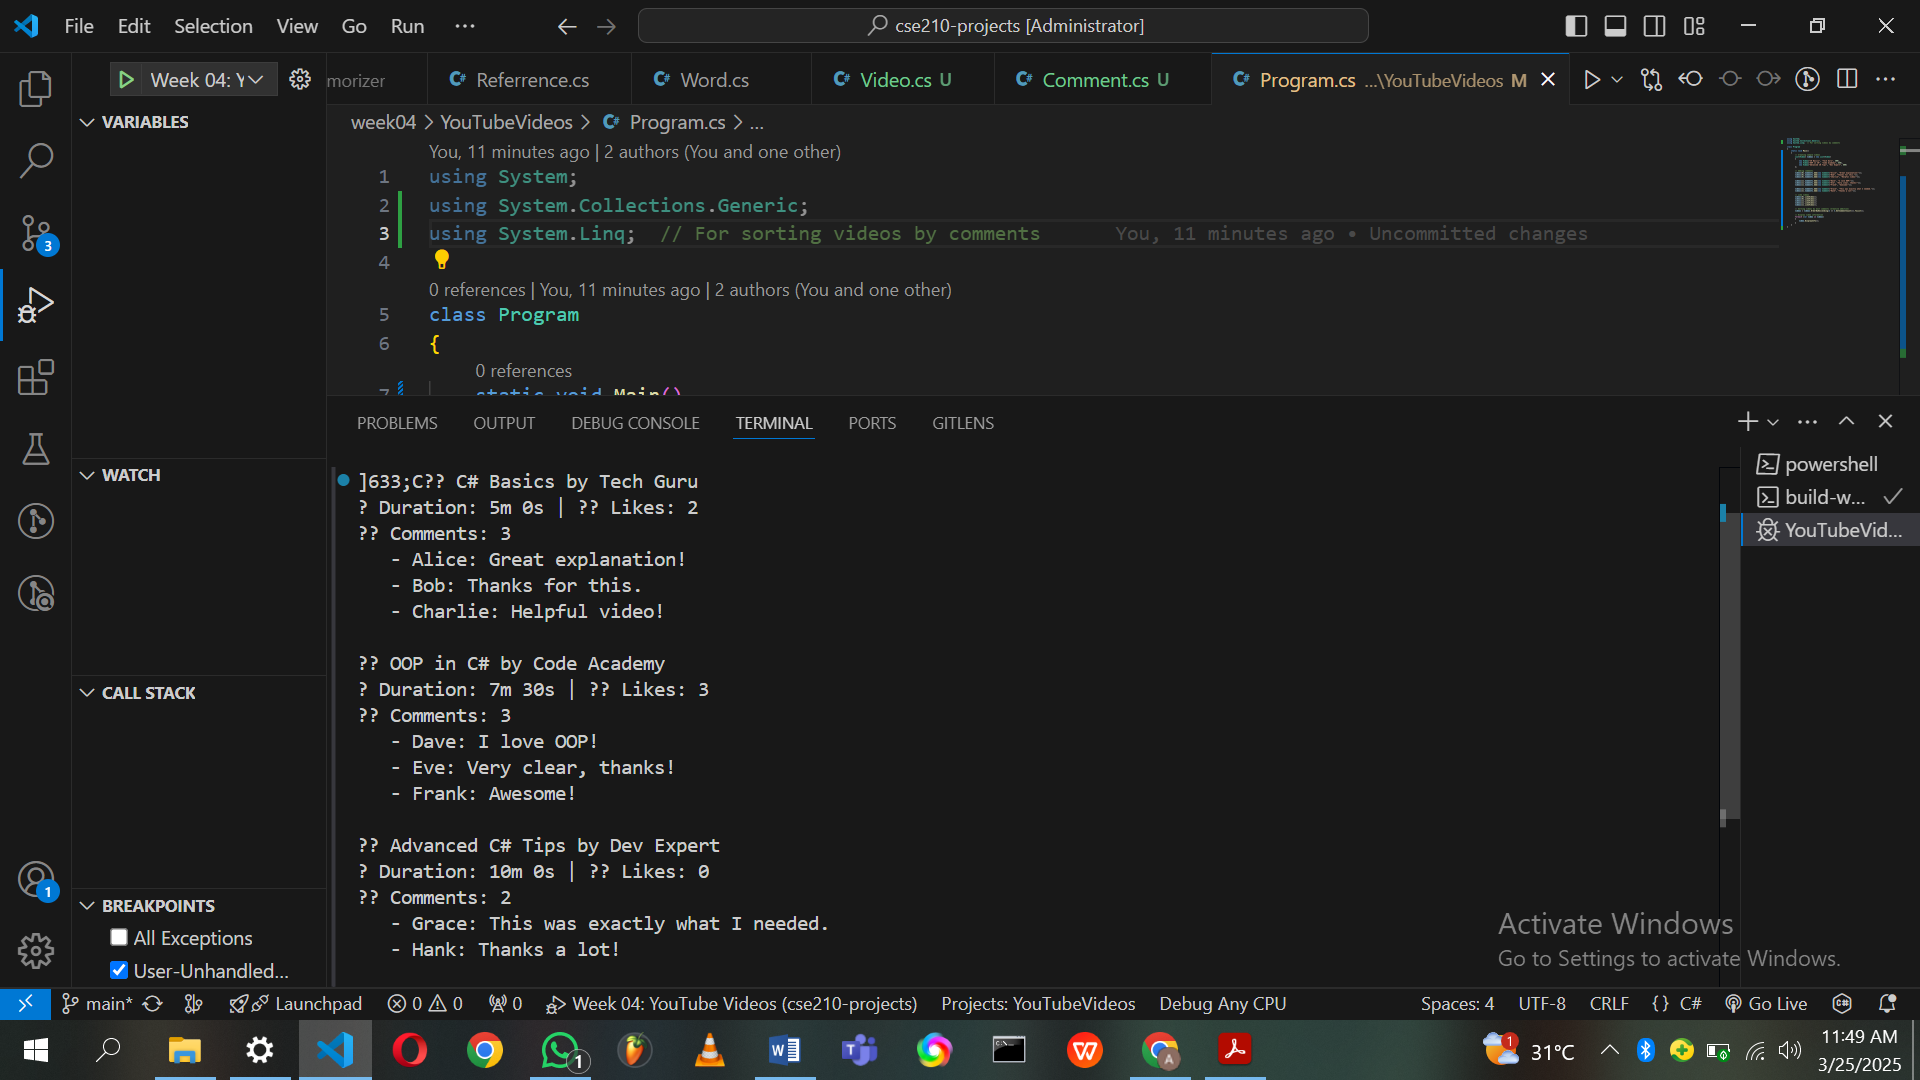 File Edit Selection View Go Run ··· cse210-projects [Administrator]
Week 04: Y
morizer Referrence.cs Word.cs Video.cs U Comment.cs U Program.cs ...\YouTubeVideos M
VARIABLES
week04 > YouTubeVideos > Program.cs > ...
You, 11 minutes ago | 2 authors (You and one other)
1 using System;
2 using System.Collections.Generic;
3 using System.Linq;  // For sorting videos by comments You, 11 minutes ago • Uncommitted changes
4
0 references | You, 11 minutes ago | 2 authors (You and one other)
5 class Program
6 {
0 references
7 static void Main()
3
PROBLEMS OUTPUT DEBUG CONSOLE TERMINAL PORTS GITLENS
powershell
build-w...
YouTubeVid...
]633;C?? C# Basics by Tech Guru
? Duration: 5m 0s | ?? Likes: 2
?? Comments: 3
- Alice: Great explanation!
- Bob: Thanks for this.
- Charlie: Helpful video!
?? OOP in C# by Code Academy
? Duration: 7m 30s | ?? Likes: 3
?? Comments: 3
- Dave: I love OOP!
- Eve: Very clear, thanks!
- Frank: Awesome!
?? Advanced C# Tips by Dev Expert
? Duration: 10m 0s | ?? Likes: 0
?? Comments: 2
- Grace: This was exactly what I needed.
- Hank: Thanks a lot!
WATCH
CALL STACK
BREAKPOINTS
All Exceptions
User-Unhandled...
1
Activate Windows
Go to Settings to activate Windows.
main* Launchpad 0 0 0 Week 04: YouTube Videos (cse210-projects) Projects: YouTubeVideos Debug Any CPU Spaces: 4 UTF-8 CRLF {} C# Go Live
1 A 1 31°C 11:49 AM
3/25/2025